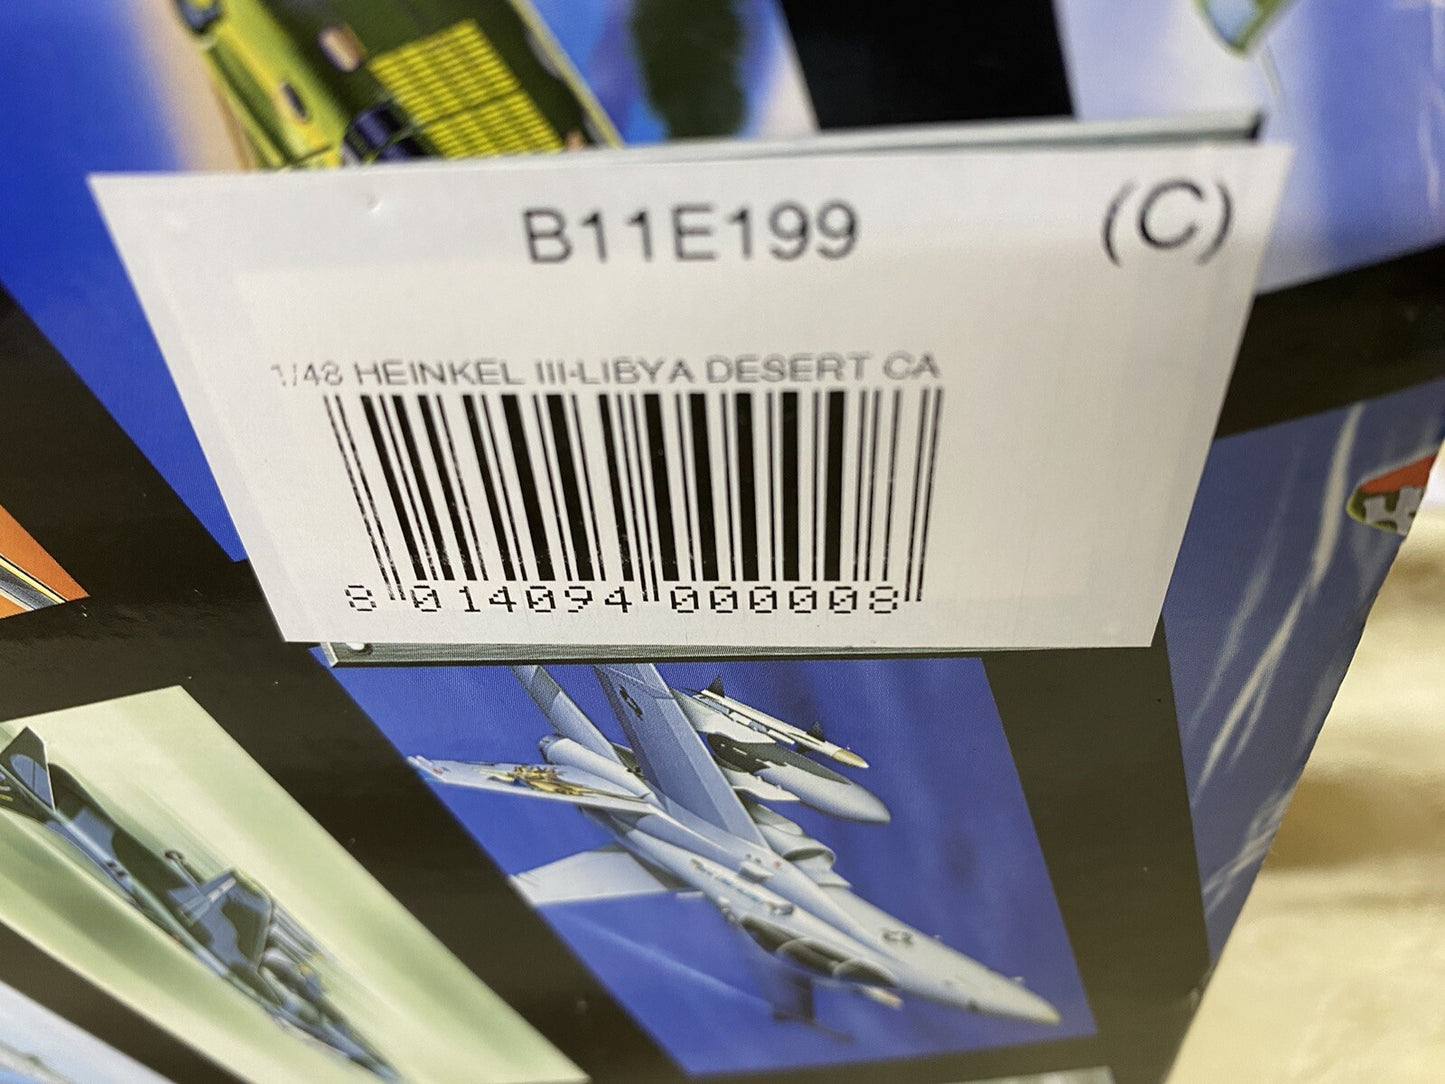 B11E199 (C)
1/48 HEINKEL III-LIBYA DESERT CA
8 014094 000008